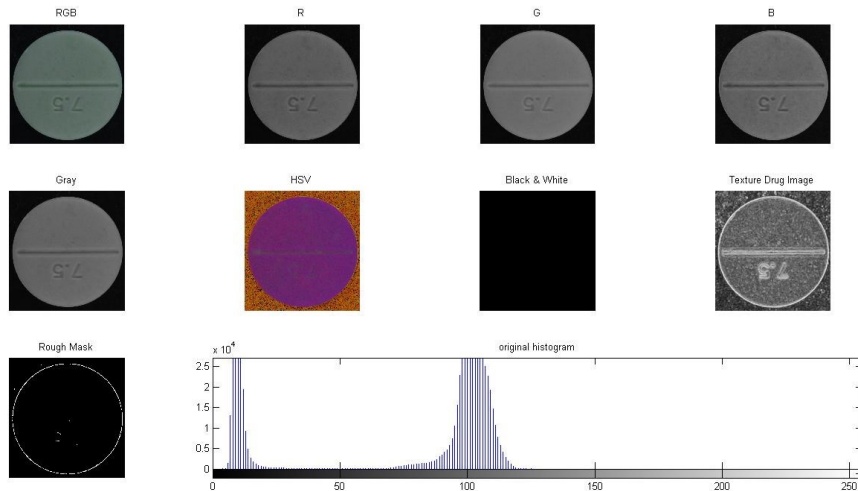 RGB
R
G
B
7.5
7.5
7.5
7.5
Gray
HSV
Black & White
Texture Drug Image
7.5
7.5
Rough Mask
original histogram
x 10^4
2.5
2
1.5
1
0.5
0
0 50 100 150 200 250